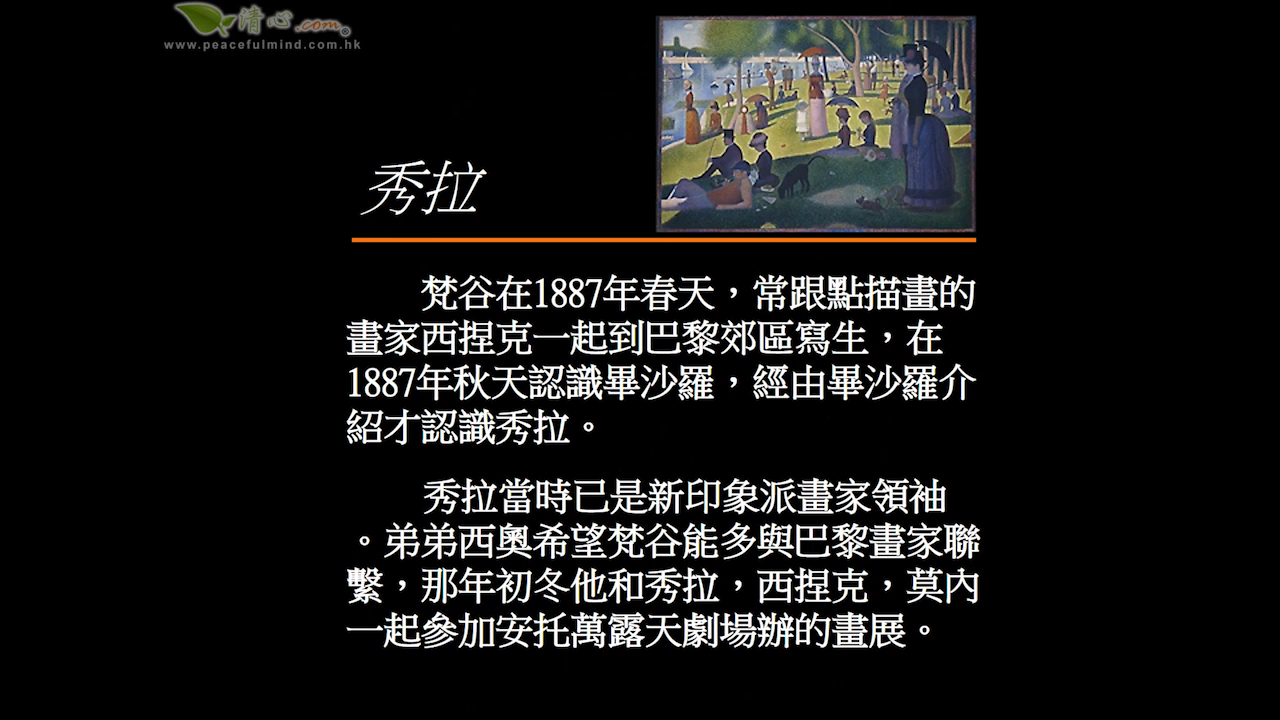 清心.com
www.peacefulmind.com.hk
秀拉
梵谷在1887年春天，常跟點描畫的
畫家西捏克一起到巴黎郊區寫生，在
1887年秋天認識畢沙羅，經由畢沙羅介
紹才認識秀拉。
秀拉當時已是新印象派畫家領袖
。弟弟西奧希望梵谷能多與巴黎畫家聯
繫，那年初冬他和秀拉，西捏克，莫內
一起參加安托萬露天劇場辦的畫展。